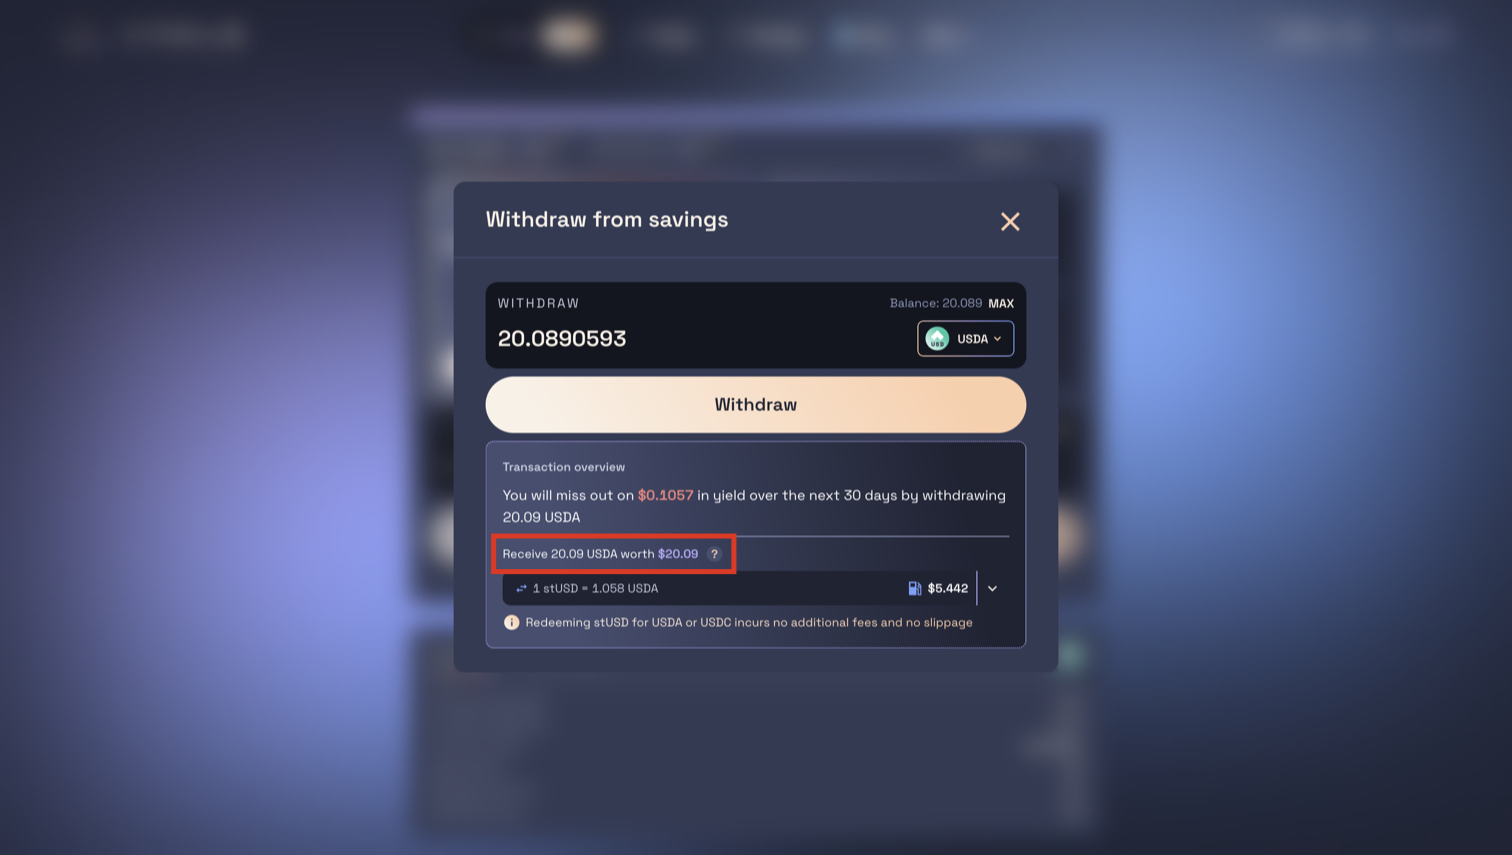 Withdraw from savings
WITHDRAW
Balance: 20.089 MAX
20.0890593
USD
USDA
Withdraw
Transaction overview
You will miss out on $0.1057 in yield over the next 30 days by withdrawing
20.09 USDA
Receive 20.09 USDA worth $20.09 ?
1 stUSD = 1.058 USDA
$5.442
Redeeming stUSD for USDA or USDC incurs no additional fees and no slippage